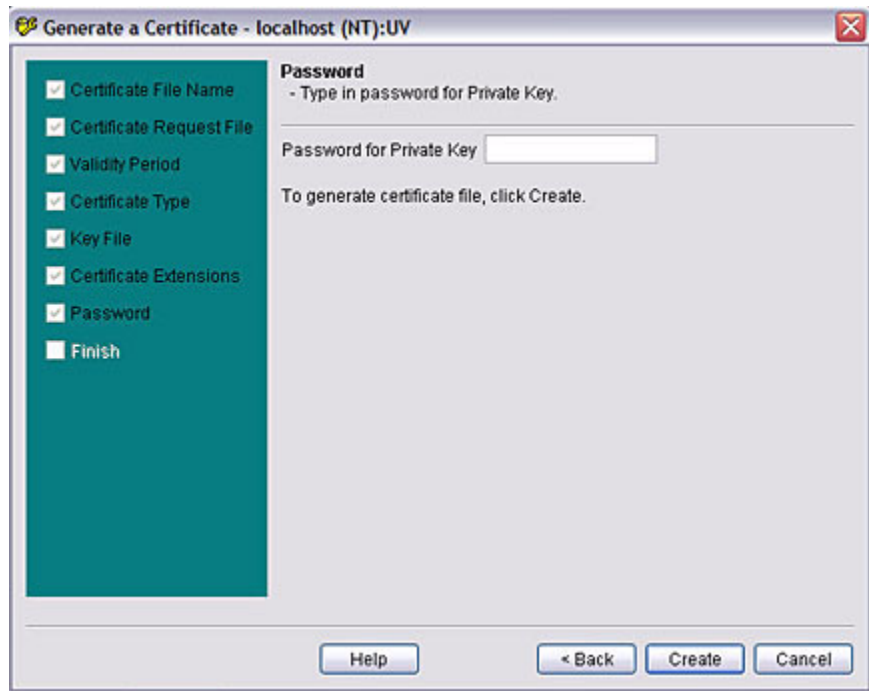 Generate a Certificate - localhost (NT):UV
Certificate File Name
Certificate Request File
Validity Period
Certificate Type
Key File
Certificate Extensions
Password
Finish
Password
- Type in password for Private Key.
Password for Private Key
To generate certificate file, click Create.
Help
< Back
Create
Cancel